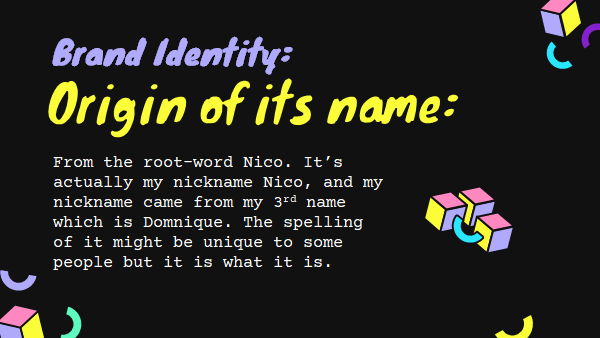 Brand Identity:
Origin of its name:
From the root-word Nico. It’s
actually my nickname Nico, and my
nickname came from my 3rd name
which is Domnique. The spelling
of it might be unique to some
people but it is what it is.